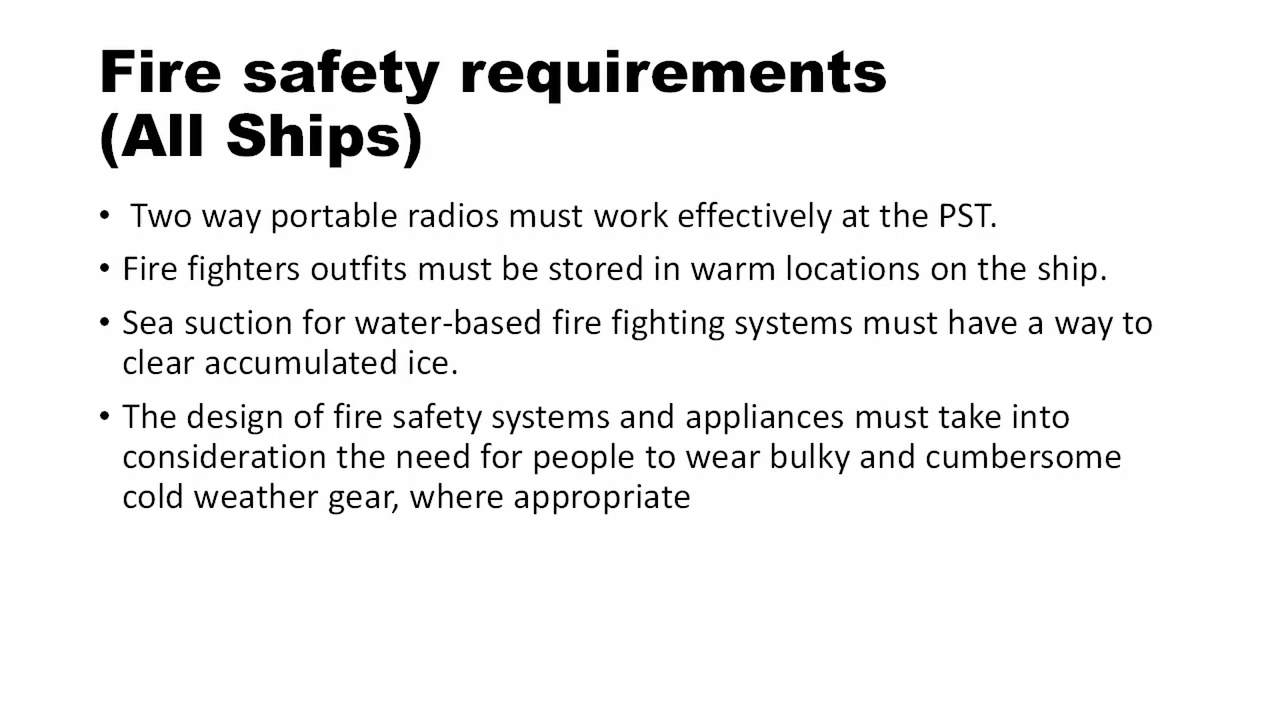 Fire safety requirements
(All Ships)
• Two way portable radios must work effectively at the PST.
• Fire fighters outfits must be stored in warm locations on the ship.
• Sea suction for water-based fire fighting systems must have a way to
clear accumulated ice.
• The design of fire safety systems and appliances must take into
consideration the need for people to wear bulky and cumbersome
cold weather gear, where appropriate